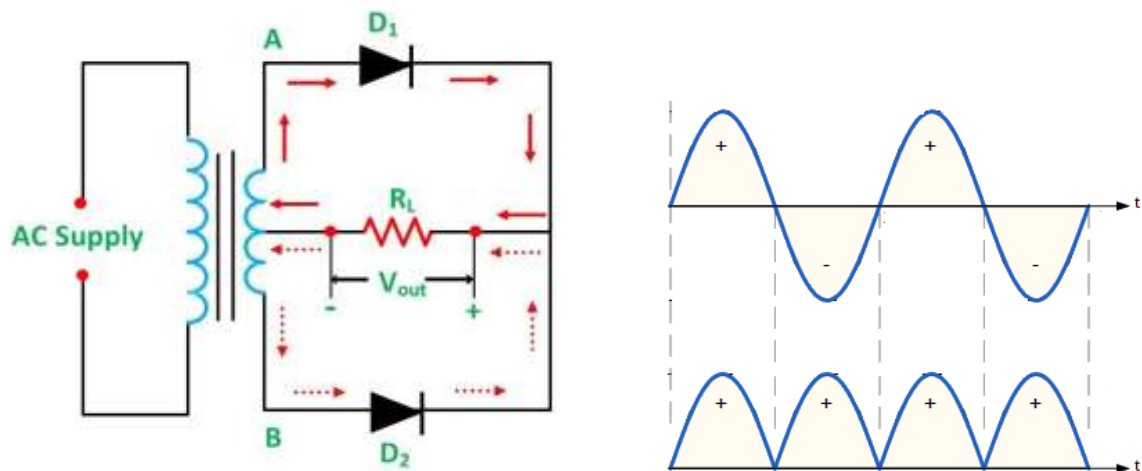 A
D1
AC Supply
RL
Vout
-
+
B
D2
+
+
-
-
t
+
+
+
+
t